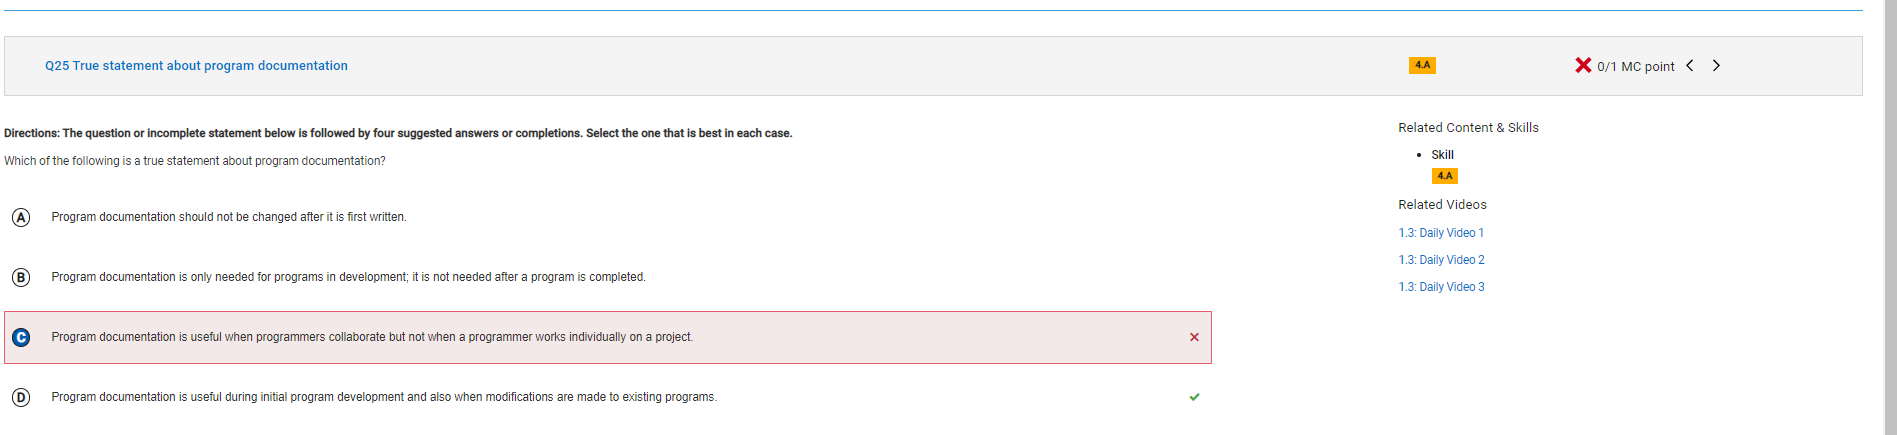 Q25 True statement about program documentation
4.A
0/1 MC point
Directions: The question or incomplete statement below is followed by four suggested answers or completions. Select the one that is best in each case.
Which of the following is a true statement about program documentation?
A Program documentation should not be changed after it is first written.
B Program documentation is only needed for programs in development; it is not needed after a program is completed.
C Program documentation is useful when programmers collaborate but not when a programmer works individually on a project.
D Program documentation is useful during initial program development and also when modifications are made to existing programs.
Related Content & Skills
Skill
4.A
Related Videos
1.3: Daily Video 1
1.3: Daily Video 2
1.3: Daily Video 3